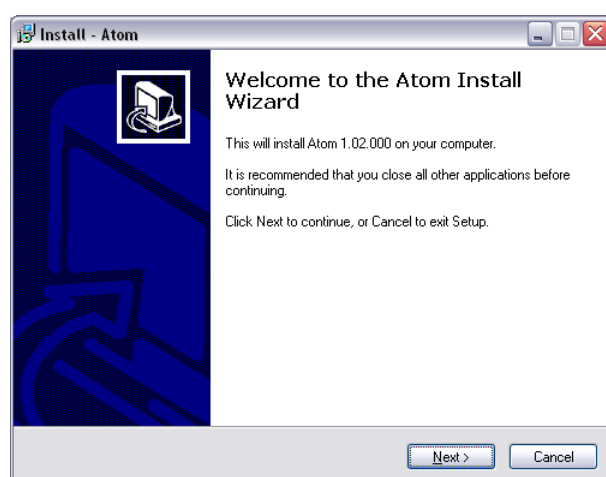 Install - Atom
Welcome to the Atom Install
Wizard
This will install Atom 1.02.000 on your computer.
It is recommended that you close all other applications before
continuing.
Click Next to continue, or Cancel to exit Setup.
Next >
Cancel